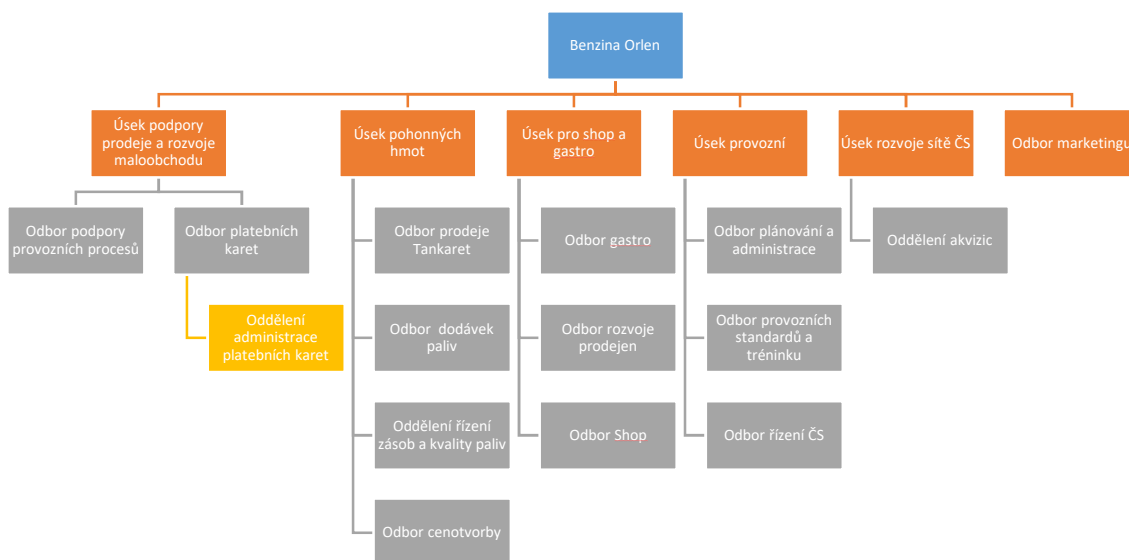 Benzina Orlen
Úsek podpory
prodeje a rozvoje
maloobchodu
Úsek pohonných
hmot
Úsek pro shop a
gastro
Úsek provozní
Úsek rozvoje sítě ČS
Odbor marketingu
Odbor podpory
provozních procesů
Odbor platebních
karet
Odbor prodeje
Tankaret
Odbor gastro
Odbor plánování a
administrace
Oddělení akvizic
Oddělení
administrace
platebních karet
Odbor dodávek
paliv
Odbor rozvoje
prodejen
Odbor provozních
standardů a
tréninku
Oddělení řízení
zásob a kvality paliv
Odbor Shop
Odbor řízení ČS
Odbor cenotvorby